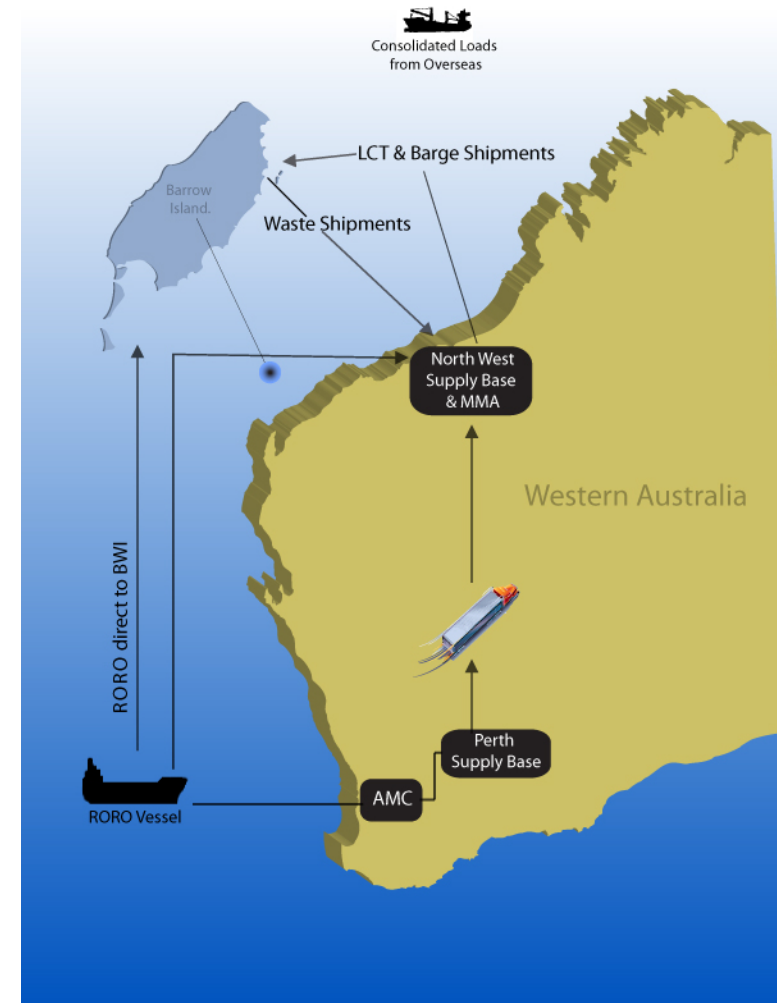 Consolidated Loads
from Overseas
LCT & Barge Shipments
Barrow
Island.
Waste Shipments
North West
Supply Base
& MMA
Western Australia
RORO direct to BWI
Perth
Supply Base
AMC
RORO Vessel